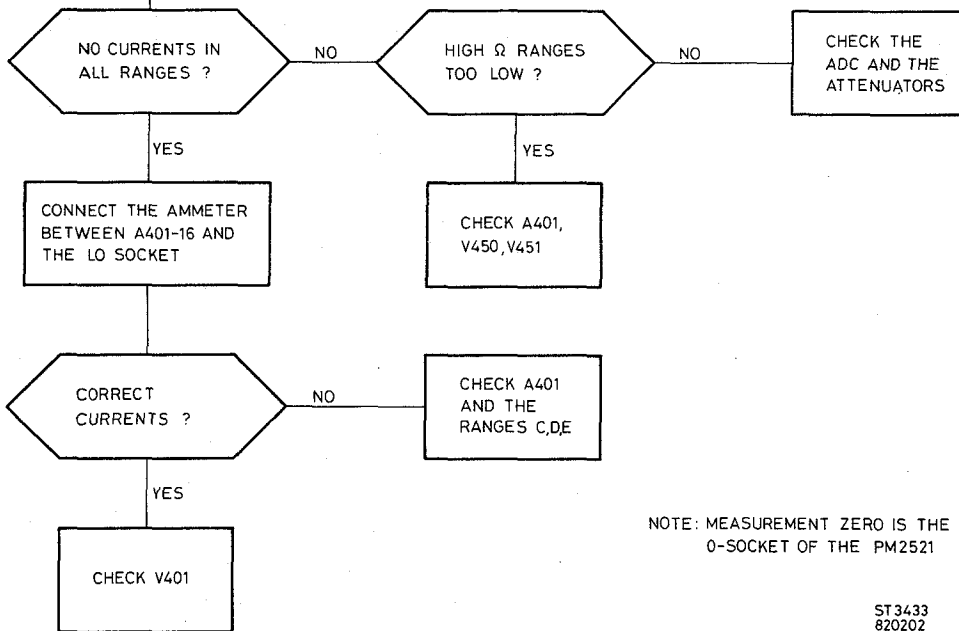 NO CURRENTS IN
ALL RANGES ?
NO
HIGH Ω RANGES
TOO LOW ?
NO
CHECK THE
ADC AND THE
ATTENUATORS
YES
YES
CONNECT THE AMMETER
BETWEEN A401-16 AND
THE LO SOCKET
CHECK A401,
V450, V451
CORRECT
CURRENTS ?
NO
CHECK A401
AND THE
RANGES C,D,E
YES
CHECK V401
NOTE: MEASUREMENT ZERO IS THE
0-SOCKET OF THE PM2521
ST3433
820202